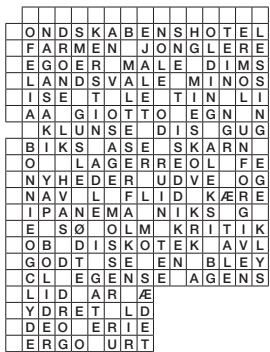 ONDSKABENSHOTEL
FARMEN JONGLERE
EGOER MALE DIMS
LANDSVALE MINOS
ISE T LE TIN LI
AA GIOTTO EGN N
KLUNSE DIS GUG
BIKS ASE SKARN
O LAGERREOL FE
NYHEDER UDVE OG
NAV L FLID KÆRE
IPANEMA NIKS G
E SØ OLM KRITIK
OB DISKOTEK AVL
GODT SE EN BLEY
CL EGENSE AGENS
LID AR Æ
YDRET LD
DEO ERIE
ERGO URT